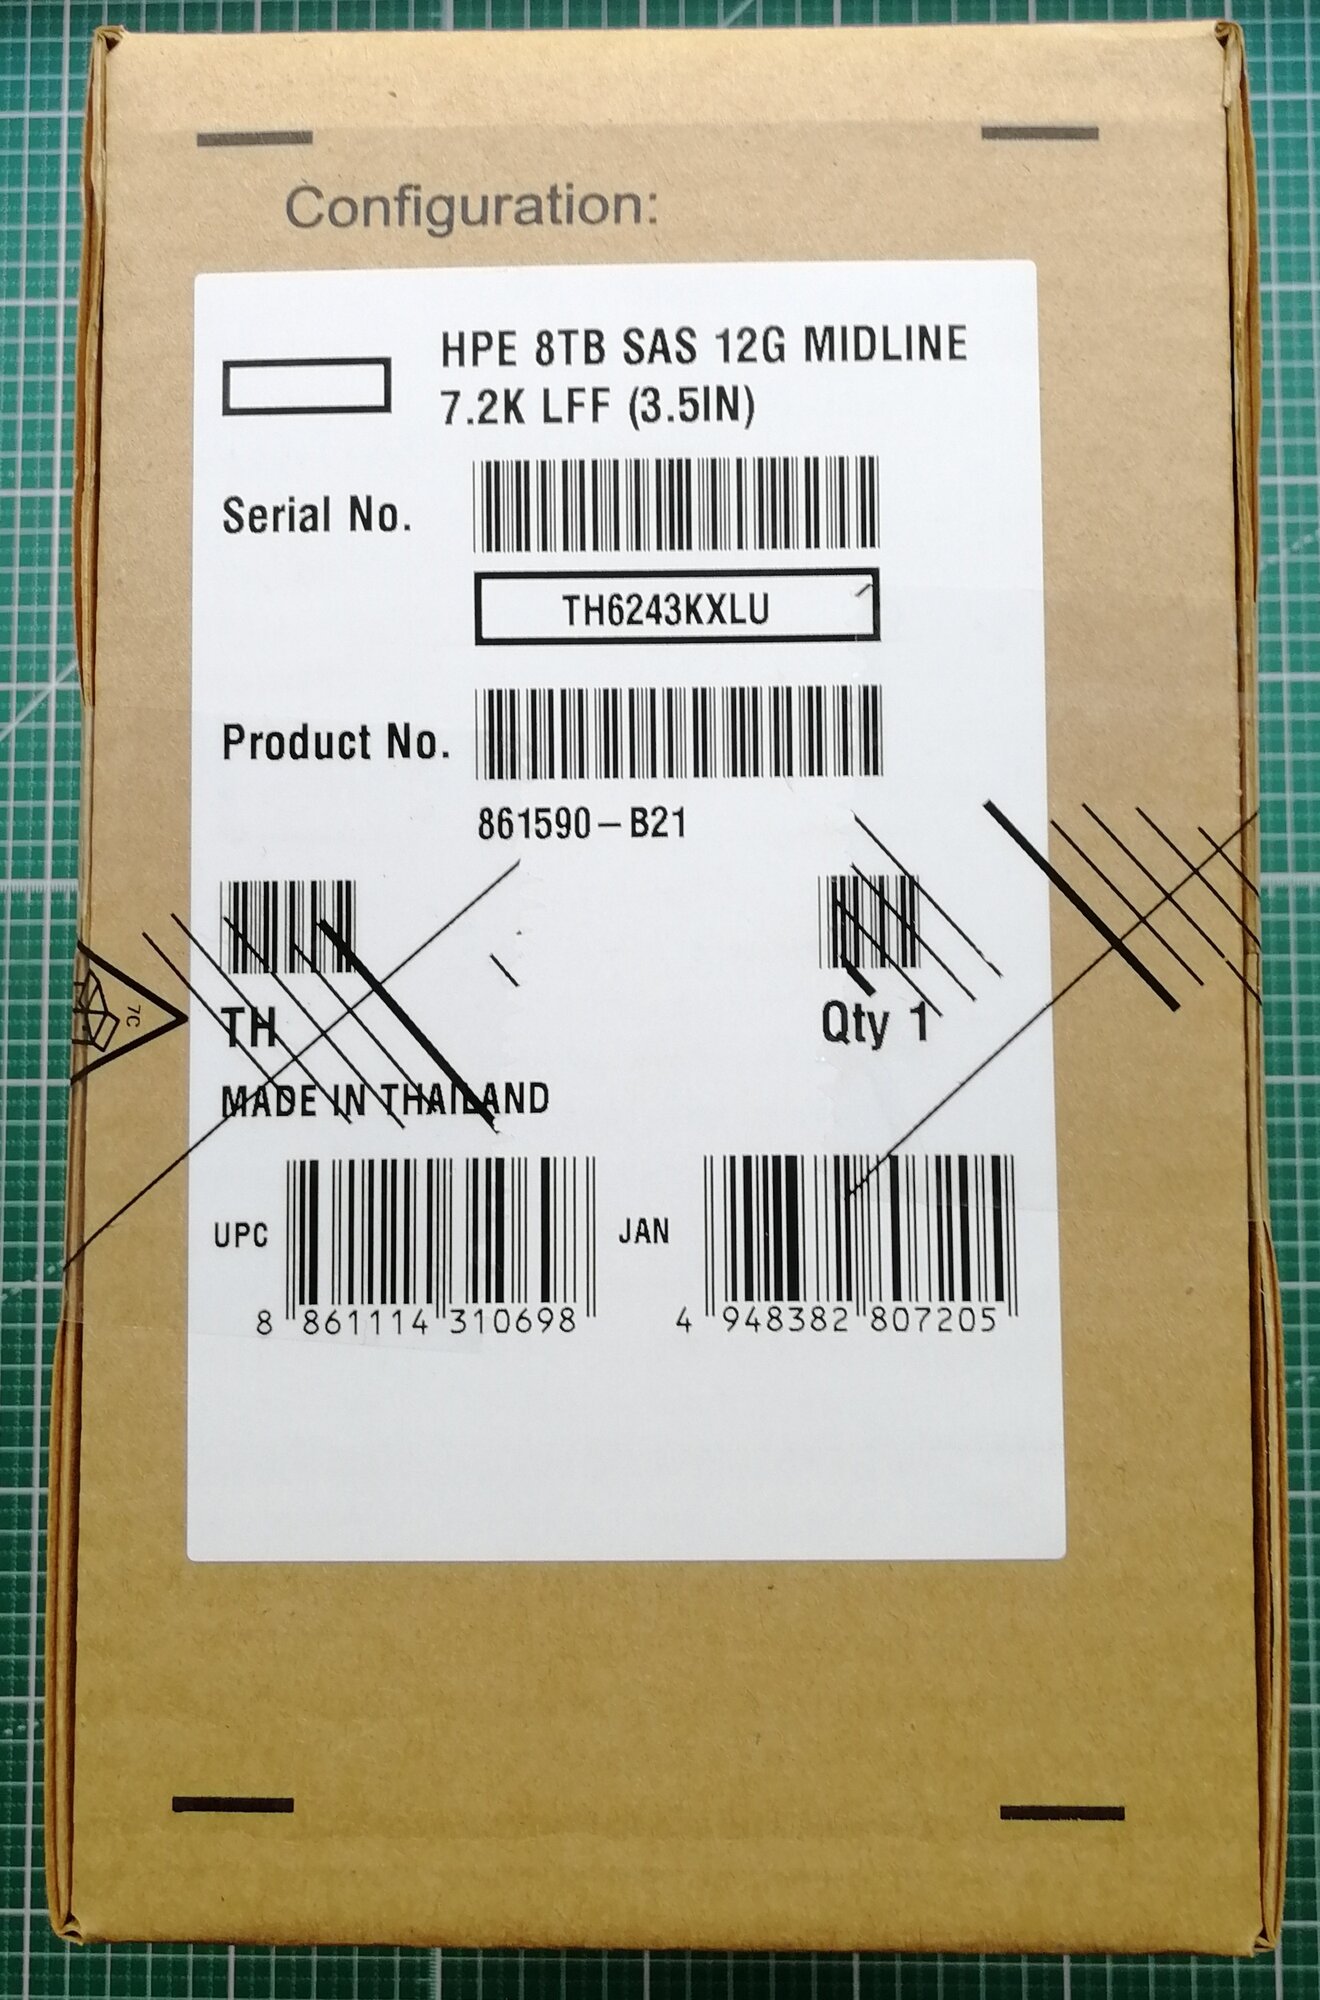 Configuration:
HPE 8TB SAS 12G MIDLINE
7.2K LFF (3.5IN)
Serial No.
TH6243KXLU
Product No.
861590-B21
7C
TH
Qty 1
MADE IN THAILAND
UPC
8 861114 310698
JAN
4 948382 807205